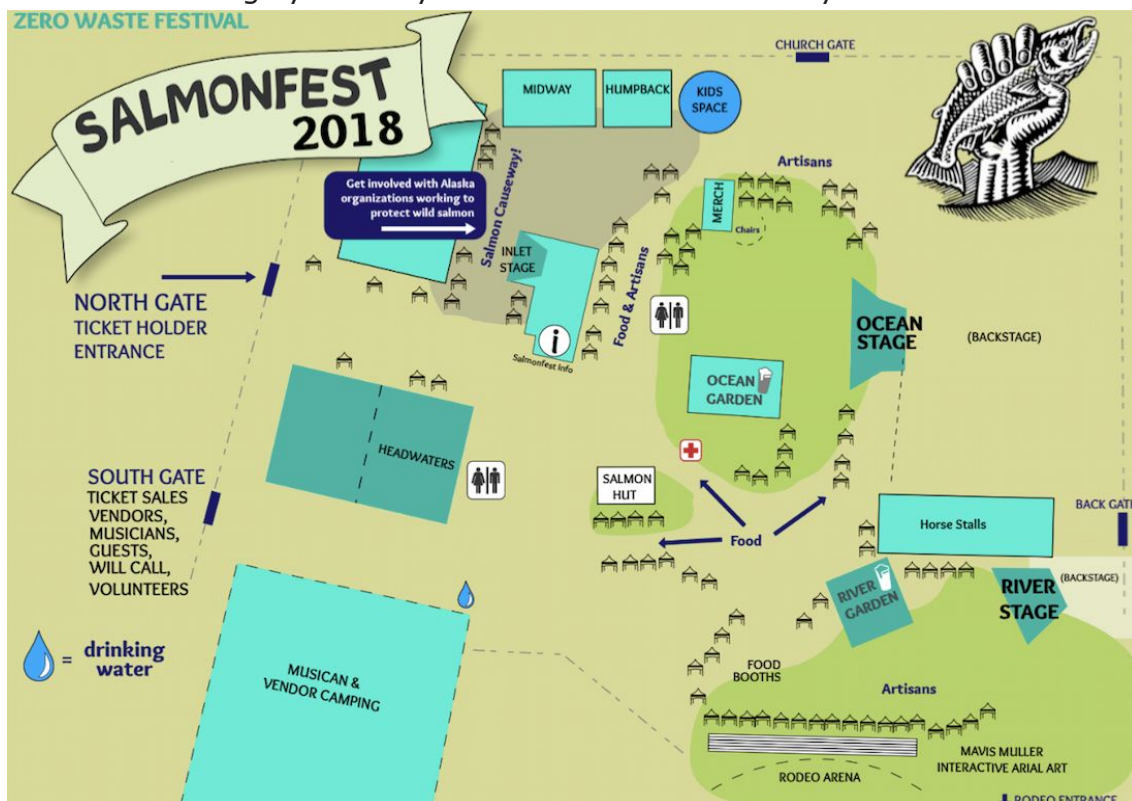 ZERO WASTE FESTIVAL
SALMONFEST
2018
CHURCH GATE
MIDWAY
HUMPBACK
KIDS
SPACE
Get involved with Alaska
organizations working to
protect wild salmon
Salmon Causeway!
INLET
STAGE
i
Salmonfest Info
Food & Artisans
Artisans
MERCH
Chairs
NORTH GATE
TICKET HOLDER
ENTRANCE
OCEAN
STAGE
(BACKSTAGE)
OCEAN
GARDEN
HEADWATERS
SOUTH GATE
TICKET SALES
VENDORS,
MUSICIANS,
GUESTS,
WILL CALL,
VOLUNTEERS
SALMON
HUT
Food
Horse Stalls
BACK GATE
(BACKSTAGE)
RIVER
GARDEN
RIVER
STAGE
= drinking
water
MUSICAN &
VENDOR CAMPING
FOOD
BOOTHS
Artisans
MAVIS MULLER
INTERACTIVE ARIAL ART
RODEO ARENA
RODEO ENTRANCE